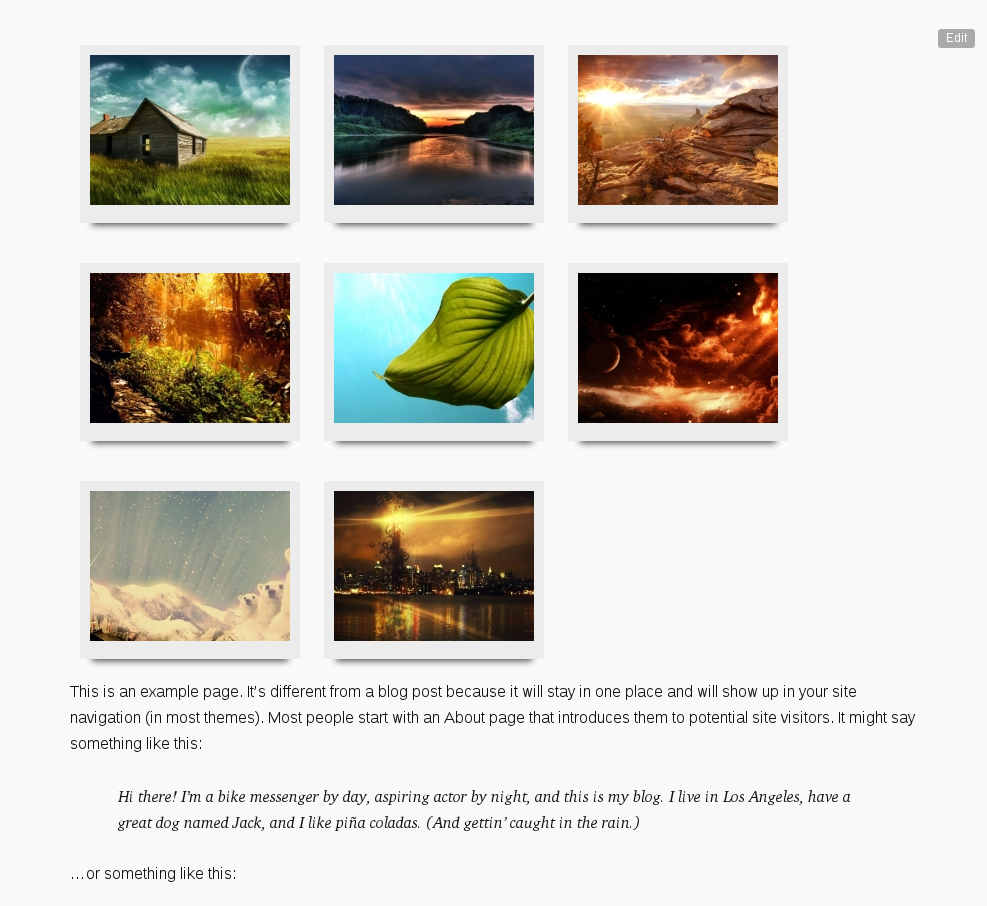 Edit
This is an example page. It's different from a blog post because it will stay in one place and will show up in your site
navigation (in most themes). Most people start with an About page that introduces them to potential site visitors. It might say
something like this:
Hi there! I’m a bike messenger by day, aspiring actor by night, and this is my blog. I live in Los Angeles, have a
great dog named Jack, and I like piña coladas. (And gettin’ caught in the rain.)
…or something like this: